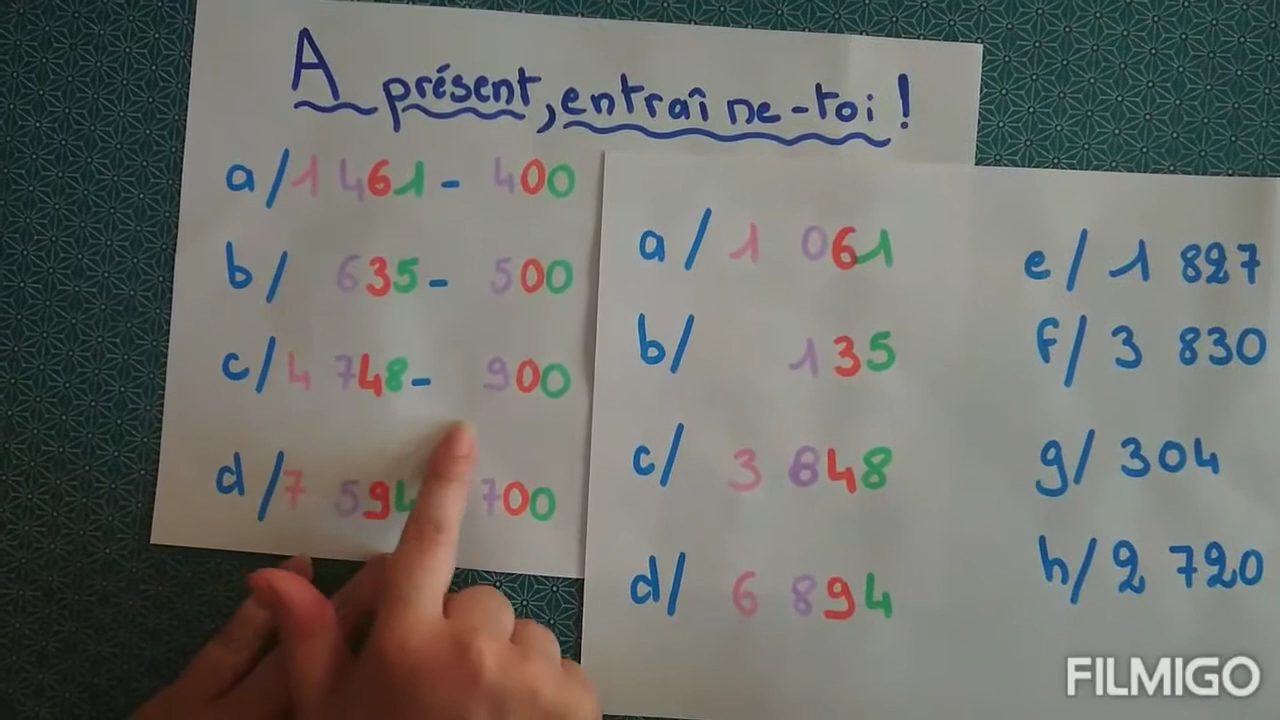 A présent, entraîne-toi !
a/ 1 461 - 400
b/ 635 - 500
c/ 4 748 - 900
d/ 7 594 700
a/ 1 061
b/ 135
c/ 3 848
d/ 6 894
e/ 1 827
f/ 3 830
g/ 304
h/ 2 720
FILMIGO